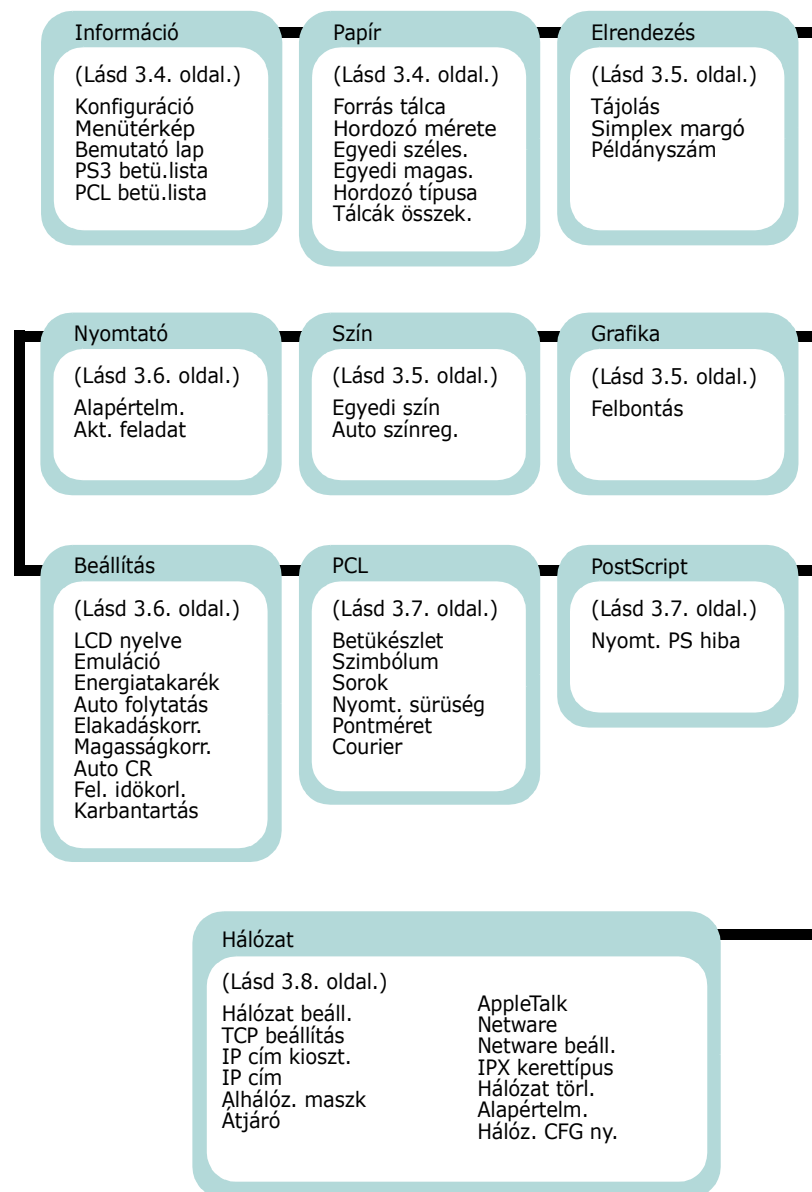 Információ
(Lásd 3.4. oldal.)
Konfiguráció
Menütérkép
Bemutató lap
PS3 betü.lista
PCL betü.lista
Papír
(Lásd 3.4. oldal.)
Forrás tálca
Hordozó mérete
Egyedi széles.
Egyedi magas.
Hordozó típusa
Tálcák összek.
Elrendezés
(Lásd 3.5. oldal.)
Tájolás
Simplex margó
Példányszám
Nyomtató
(Lásd 3.6. oldal.)
Alapértelm.
Akt. feladat
Szín
(Lásd 3.5. oldal.)
Egyedi szín
Auto színreg.
Grafika
(Lásd 3.5. oldal.)
Felbontás
Beállítás
(Lásd 3.6. oldal.)
LCD nyelve
Emuláció
Energiatakarék
Auto folytatás
Elakadáskorr.
Magasságkorr.
Auto CR
Fel. idökorl.
Karbantartás
PCL
(Lásd 3.7. oldal.)
Betükészlet
Szimbólum
Sorok
Nyomt. sürüség
Pontméret
Courier
PostScript
(Lásd 3.7. oldal.)
Nyomt. PS hiba
Hálózat
(Lásd 3.8. oldal.)
Hálózat beáll.
TCP beállítás
IP cím kioszt.
IP cím
Alhálóz. maszk
Átjáró
AppleTalk
Netware
Netware beáll.
IPX kerettípus
Hálózat törl.
Alapértelm.
Hálóz. CFG ny.